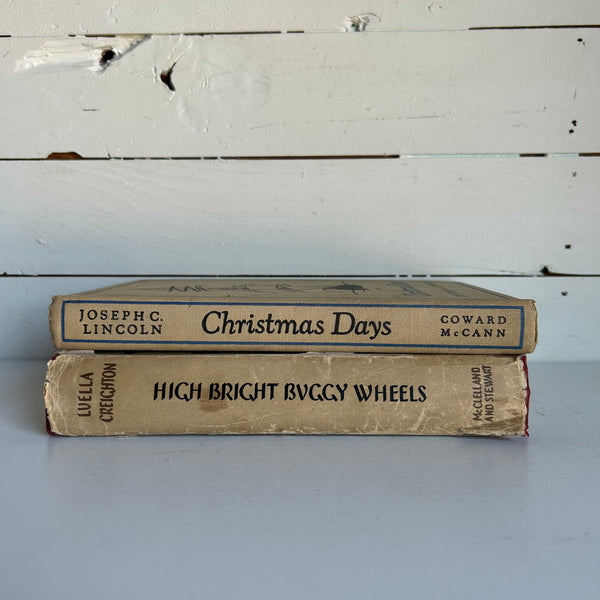 JOSEPH C.
LINCOLN
Christmas Days
COWARD
McCANN
LUELLA
CREIGHTON
HIGH BRIGHT BVGGY WHEELS
McCLELLAND
AND STEWART